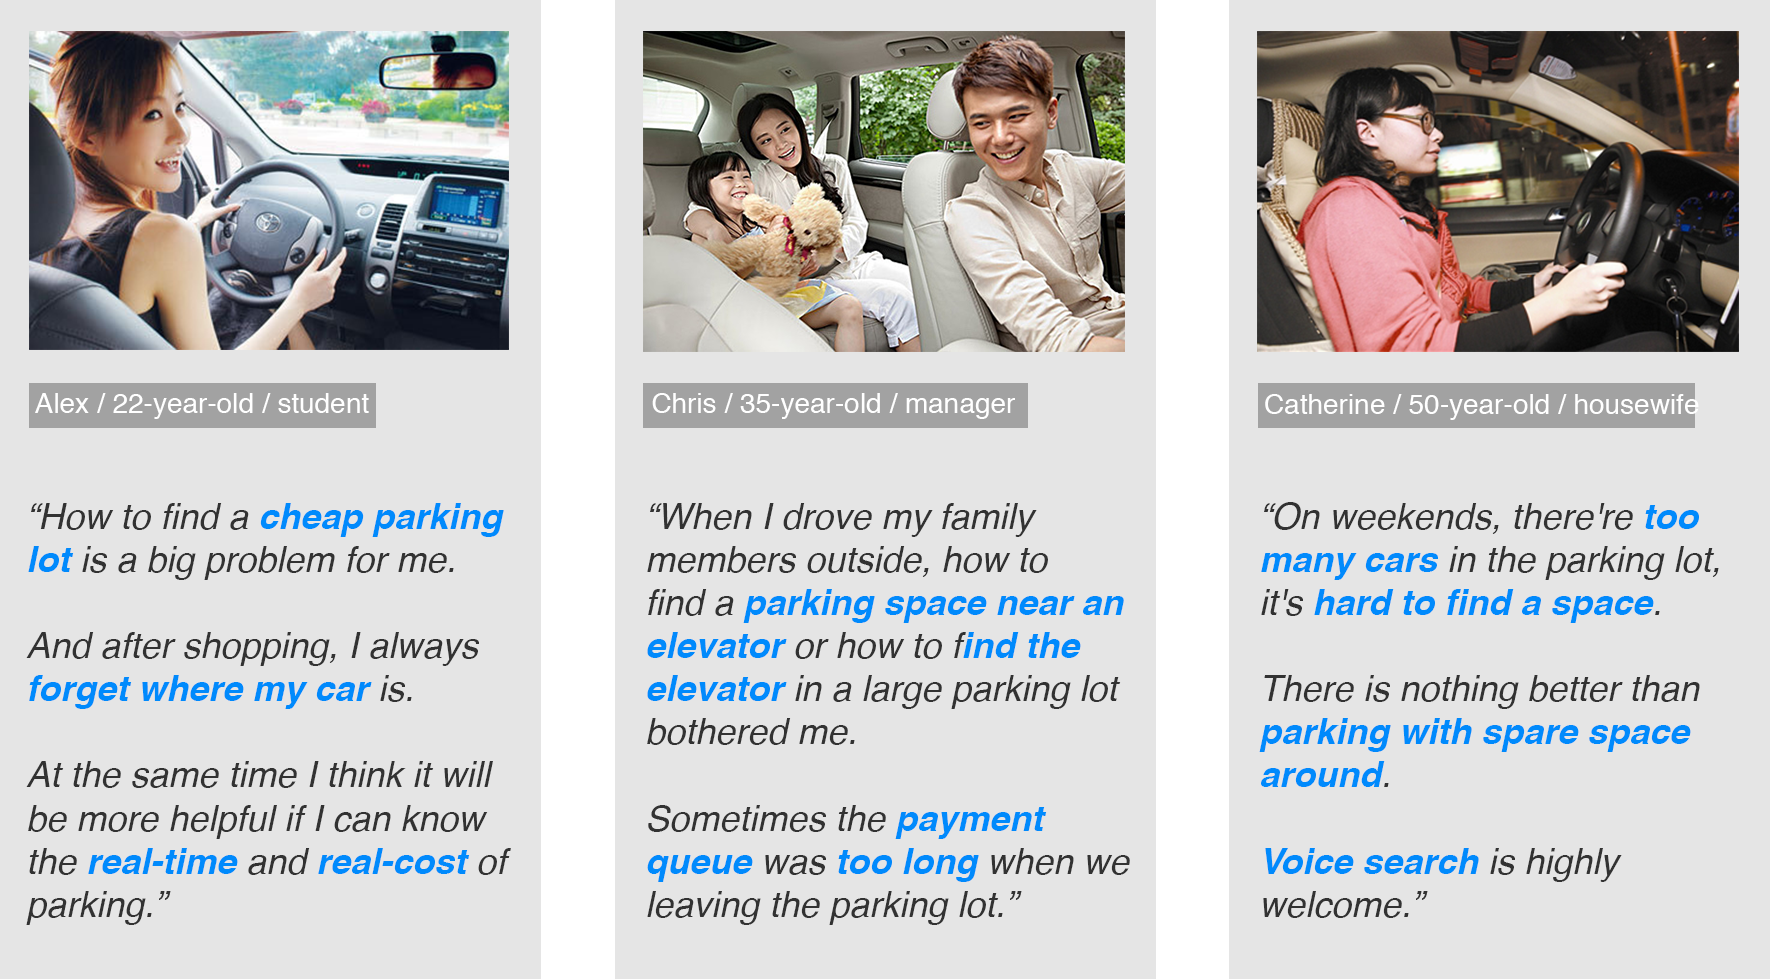 Alex / 22-year-old / student
“How to find a cheap parking
lot is a big problem for me.
And after shopping, I always
forget where my car is.
At the same time I think it will
be more helpful if I can know
the real-time and real-cost of
parking.”
Chris / 35-year-old / manager
“When I drove my family
members outside, how to
find a parking space near an
elevator or how to find the
elevator in a large parking lot
bothered me.
Sometimes the payment
queue was too long when we
leaving the parking lot.”
Catherine / 50-year-old / housewife
“On weekends, there're too
many cars in the parking lot,
it's hard to find a space.
There is nothing better than
parking with spare space
around.
Voice search is highly
welcome.”